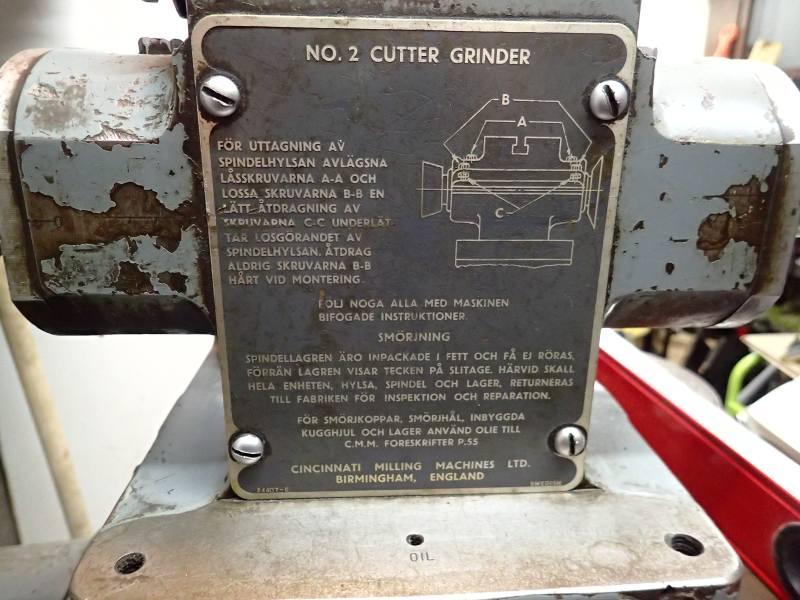 NO. 2 CUTTER GRINDER
B
A
C
FÖR UTTAGNING AV
SPINDELHYLSAN AVLÄGSNA
LÅSSKRUVARNA A-A OCH
LOSSA SKRUVARNA B-B EN
LÄTT ÅTDRAGNING AV
SKRUVARNA C-C UNDERLÄT-
TAR LÖSGÖRANDET AV
SPINDELHYLSAN. ÅTDRAG
ALDRIG SKRUVARNA B-B
HÅRT VID MONTERING.
FÖLJ NOGA ALLA MED MASKINEN
BIFOGADE INSTRUKTIONER
SMÖRJNING
SPINDELLAGREN ÄRO INPACKADE I FETT OCH FÅ EJ RÖRAS,
FÖRRÄN LAGREN VISAR TECKEN PÅ SLITAGE. HÄRVID SKALL
HELA ENHETEN, HYLSA, SPINDEL OCH LAGER, RETURNERAS
TILL FABRIKEN FÖR INSPEKTION OCH REPARATION.
FÖR SMÖRJKOPPAR, SMÖRJHÅL, INBYGGDA
KUGGHJUL OCH LAGER ANVÄND OLIE TILL
C.M.M. FORESKRIFTER P.55
CINCINNATI MILLING MACHINES LTD.
BIRMINGHAM, ENGLAND
SWEDISH
OIL